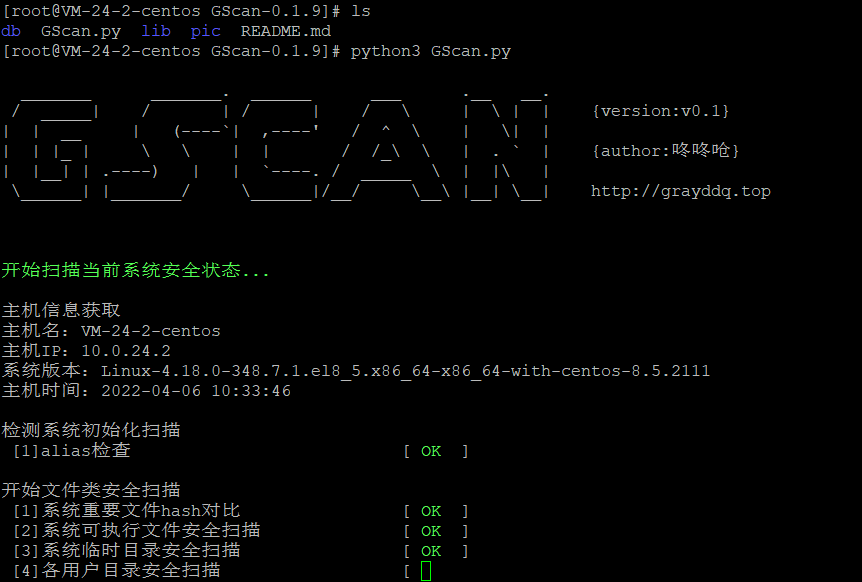 [root@VM-24-2-centos GScan-0.1.9]# ls
db  GScan.py  lib  pic  README.md
[root@VM-24-2-centos GScan-0.1.9]# python3 GScan.py
GSCAN
{version:v0.1}
{author:咚咚呛}
http://grayddq.top
开始扫描当前系统安全状态...
主机信息获取
主机名：VM-24-2-centos
主机IP：10.0.24.2
系统版本：Linux-4.18.0-348.7.1.el8_5.x86_64-x86_64-with-centos-8.5.2111
主机时间：2022-04-06 10:33:46
检测系统初始化扫描
[1]alias检查 [ OK ]
开始文件类安全扫描
[1]系统重要文件hash对比 [ OK ]
[2]系统可执行文件安全扫描 [ OK ]
[3]系统临时目录安全扫描 [ OK ]
[4]各用户目录安全扫描 [